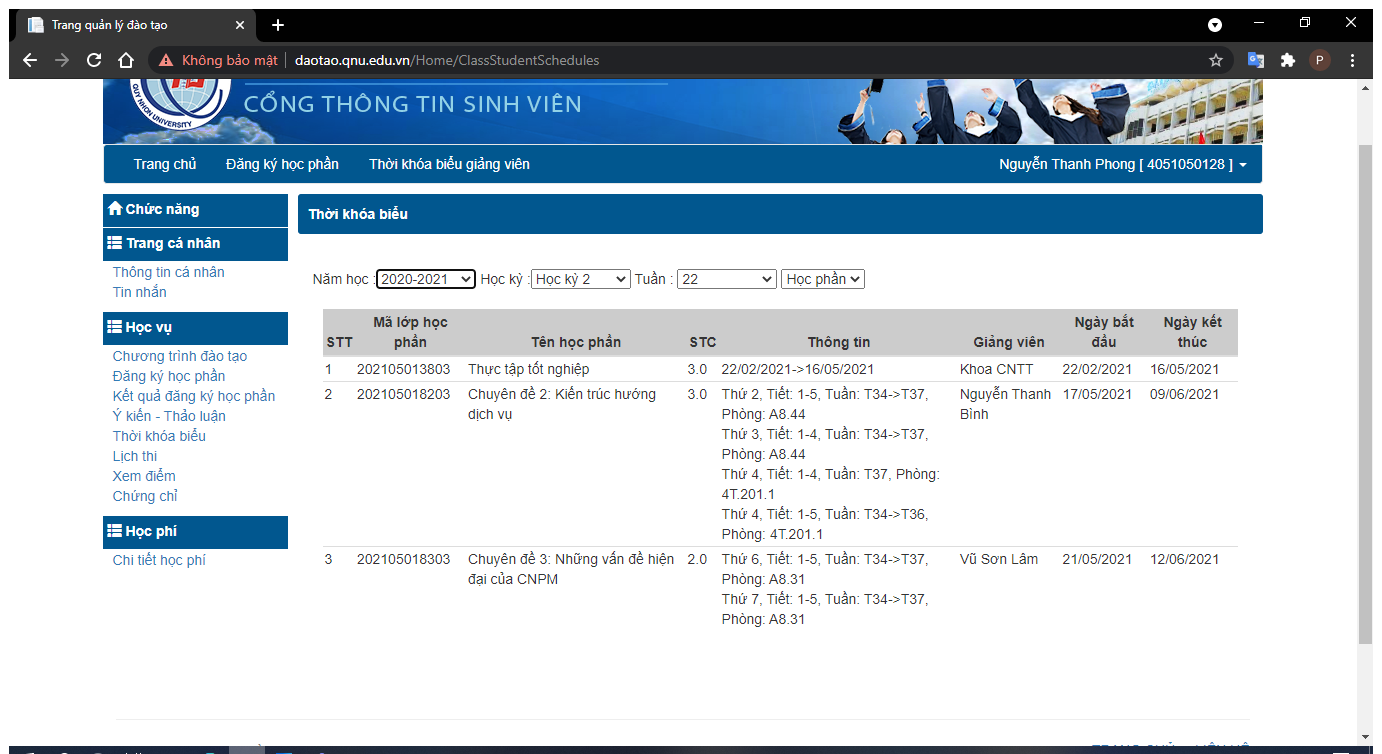 Trang quản lý đào tạo
Không bảo mật
daotao.qnu.edu.vn/Home/ClassStudentSchedules
P
QUY NHON UNIVERSITY
CỔNG THÔNG TIN SINH VIÊN
Trang chủ Đăng ký học phần Thời khóa biểu giảng viên Nguyễn Thanh Phong [ 4051050128 ]
Chức năng
Trang cá nhân
Thông tin cá nhân
Tin nhắn
Học vụ
Chương trình đào tạo
Đăng ký học phần
Kết quả đăng ký học phần
Ý kiến - Thảo luận
Thời khóa biểu
Lịch thi
Xem điểm
Chứng chỉ
Học phí
Chi tiết học phí
Thời khóa biểu
Năm học : 2020-2021 Học kỳ : Học kỳ 2 Tuần : 22 Học phần
STT Mã lớp học phần Tên học phần STC Thông tin Giảng viên Ngày bắt đầu Ngày kết thúc
1 202105013803 Thực tập tốt nghiệp 3.0 22/02/2021->16/05/2021 Khoa CNTT 22/02/2021 16/05/2021
2 202105018203 Chuyên đề 2: Kiến trúc hướng 3.0 Thứ 2, Tiết: 1-5, Tuần: T34->T37, Nguyễn Thanh 17/05/2021 09/06/2021
dịch vụ Phòng: A8.44 Bình
Thứ 3, Tiết: 1-4, Tuần: T34->T37,
Phòng: A8.44
Thứ 4, Tiết: 1-4, Tuần: T37, Phòng:
4T.201.1
Thứ 4, Tiết: 1-5, Tuần: T34->T36,
Phòng: 4T.201.1
3 202105018303 Chuyên đề 3: Những vấn đề hiện 2.0 Thứ 6, Tiết: 1-5, Tuần: T34->T37, Vũ Sơn Lâm 21/05/2021 12/06/2021
đại của CNPM Phòng: A8.31
Thứ 7, Tiết: 1-5, Tuần: T34->T37,
Phòng: A8.31